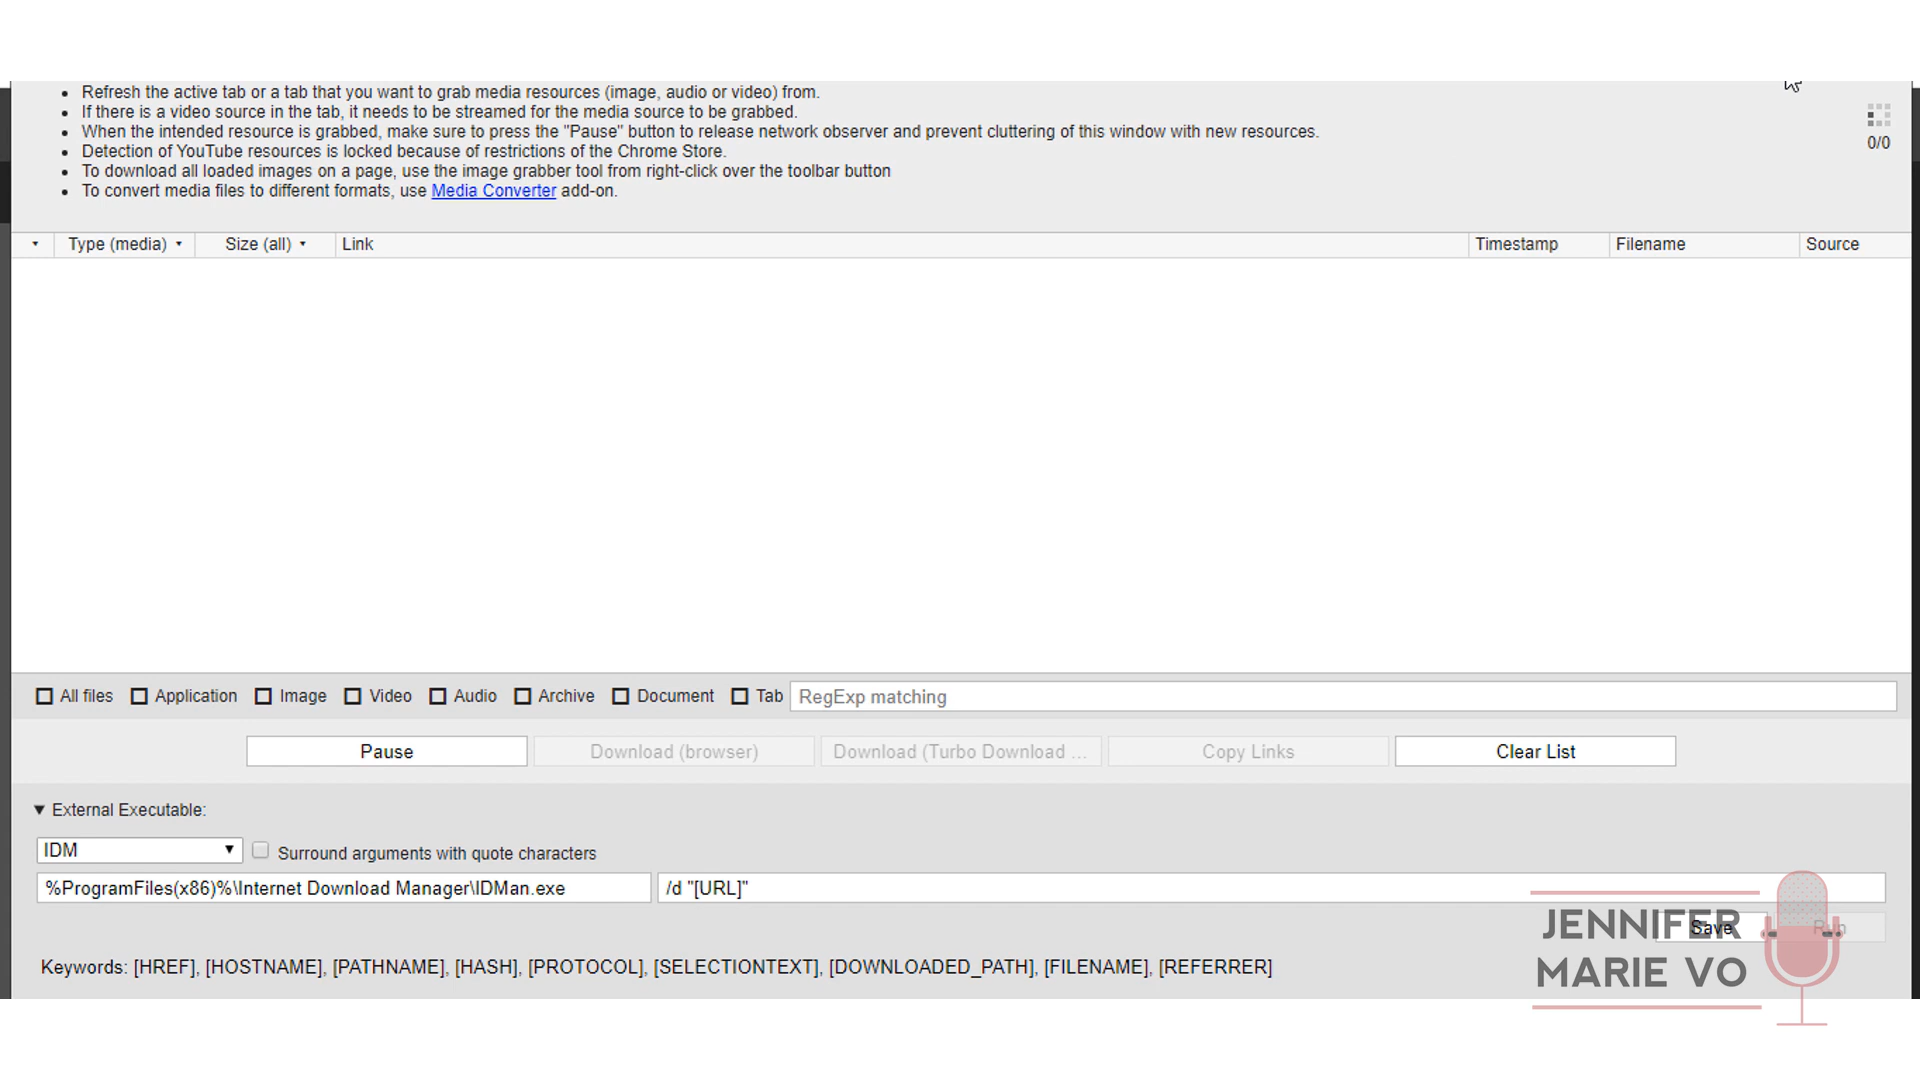 Refresh the active tab or a tab that you want to grab media resources (image, audio or video) from.
If there is a video source in the tab, it needs to be streamed for the media source to be grabbed.
When the intended resource is grabbed, make sure to press the "Pause" button to release network observer and prevent cluttering of this window with new resources.
Detection of YouTube resources is locked because of restrictions of the Chrome Store.
To download all loaded images on a page, use the image grabber tool from right-click over the toolbar button
To convert media files to different formats, use Media Converter add-on.
0/0
Type (media) Size (all) Link Timestamp Filename Source
All files Application Image Video Audio Archive Document Tab RegExp matching
Pause Download (browser) Download (Turbo Download ... Copy Links Clear List
External Executable:
IDM Surround arguments with quote characters
%ProgramFiles(x86)%\Internet Download Manager\IDMan.exe /d "[URL]"
Save Run
Keywords: [HREF], [HOSTNAME], [PATHNAME], [HASH], [PROTOCOL], [SELECTIONTEXT], [DOWNLOADED_PATH], [FILENAME], [REFERRER]
JENNIFER
MARIE VO